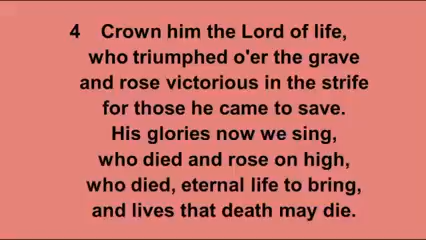 4 Crown him the Lord of life,
who triumphed o'er the grave
and rose victorious in the strife
for those he came to save.
His glories now we sing,
who died and rose on high,
who died, eternal life to bring,
and lives that death may die.